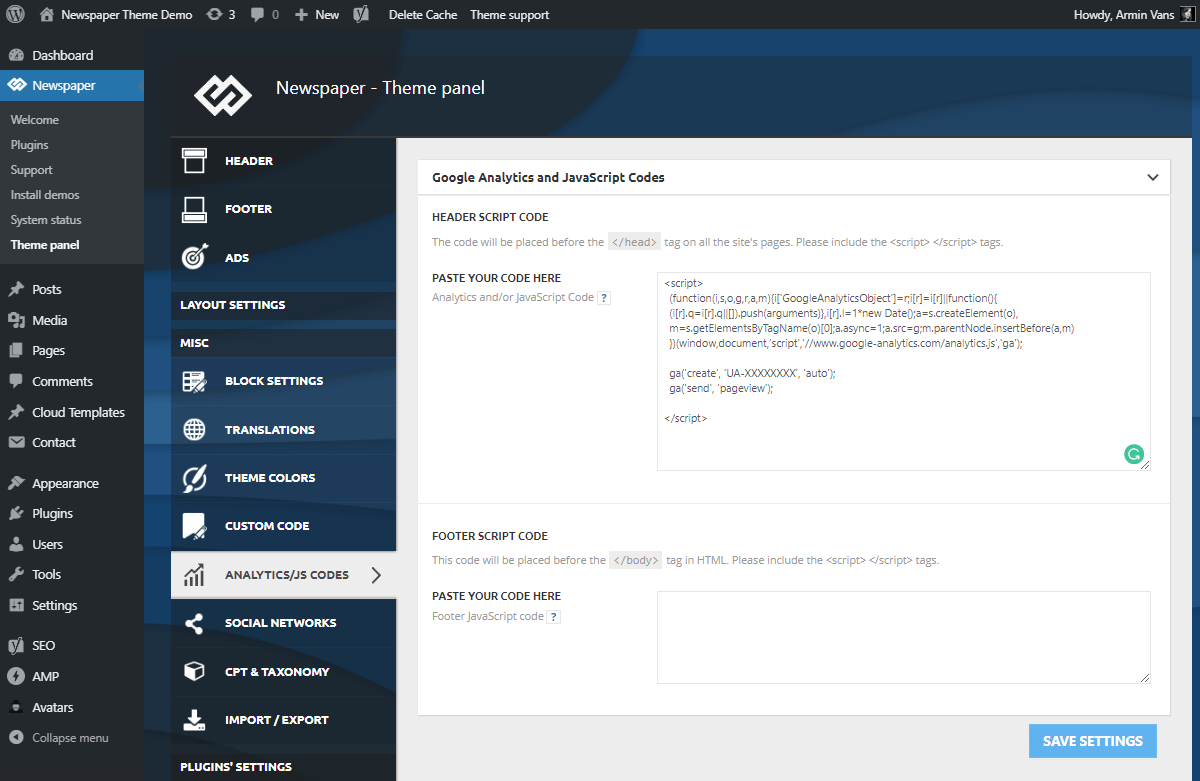 Newspaper Theme Demo 3 0 New Delete Cache Theme support Howdy, Armin Vans
Dashboard
Newspaper
Welcome
Plugins
Support
Install demos
System status
Theme panel
Posts
Media
Pages
Comments
Cloud Templates
Contact
Appearance
Plugins
Users
Tools
Settings
SEO
AMP
Avatars
Collapse menu
Newspaper - Theme panel
HEADER
FOOTER
ADS
LAYOUT SETTINGS
MISC
BLOCK SETTINGS
TRANSLATIONS
THEME COLORS
CUSTOM CODE
ANALYTICS/JS CODES
SOCIAL NETWORKS
CPT & TAXONOMY
IMPORT / EXPORT
PLUGINS' SETTINGS
Google Analytics and JavaScript Codes
HEADER SCRIPT CODE
The code will be placed before the </head> tag on all the site's pages. Please include the <script> </script> tags.
PASTE YOUR CODE HERE
Analytics and/or JavaScript Code ?
<script>
(function(i,s,o,g,r,a,m){i['GoogleAnalyticsObject']=r;i[r]=i[r]||function(){
(i[r].q=i[r].q||[]).push(arguments)},i[r].l=1*new Date();a=s.createElement(o),
m=s.getElementsByTagName(o)[0];a.async=1;a.src=g;m.parentNode.insertBefore(a,m)
})(window,document,'script','//www.google-analytics.com/analytics.js','ga');
ga('create', 'UA-XXXXXXXX', 'auto');
ga('send', 'pageview');
</script>
FOOTER SCRIPT CODE
This code will be placed before the </body> tag in HTML. Please include the <script> </script> tags.
PASTE YOUR CODE HERE
Footer JavaScript code ?
SAVE SETTINGS